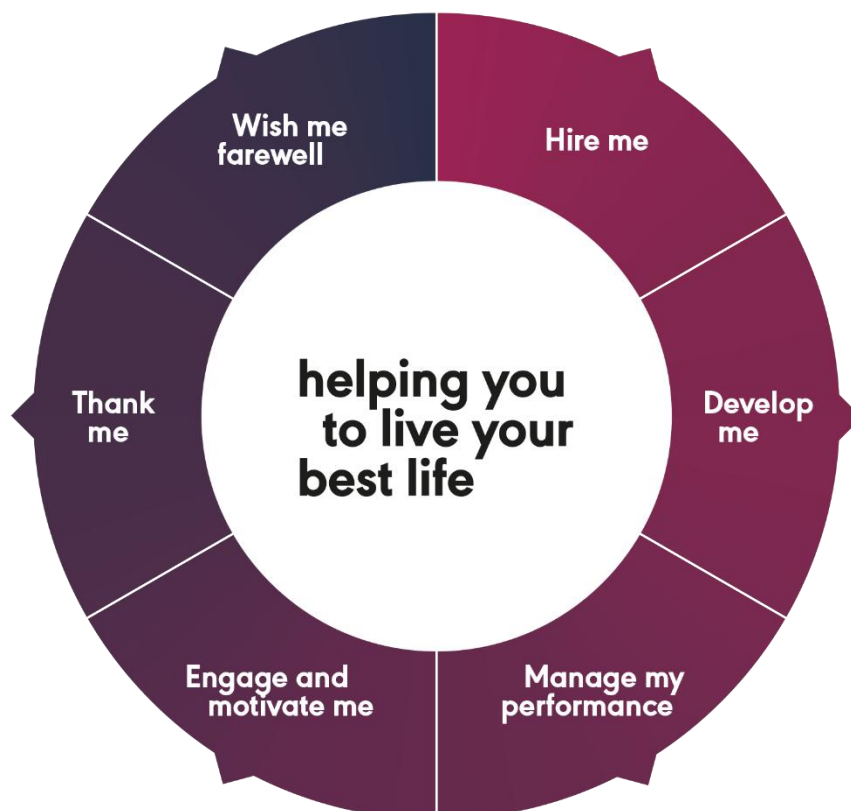 Wish me
farewell
Hire me
Thank
me
helping you
to live your
best life
Develop
me
Engage and
motivate me
Manage my
performance